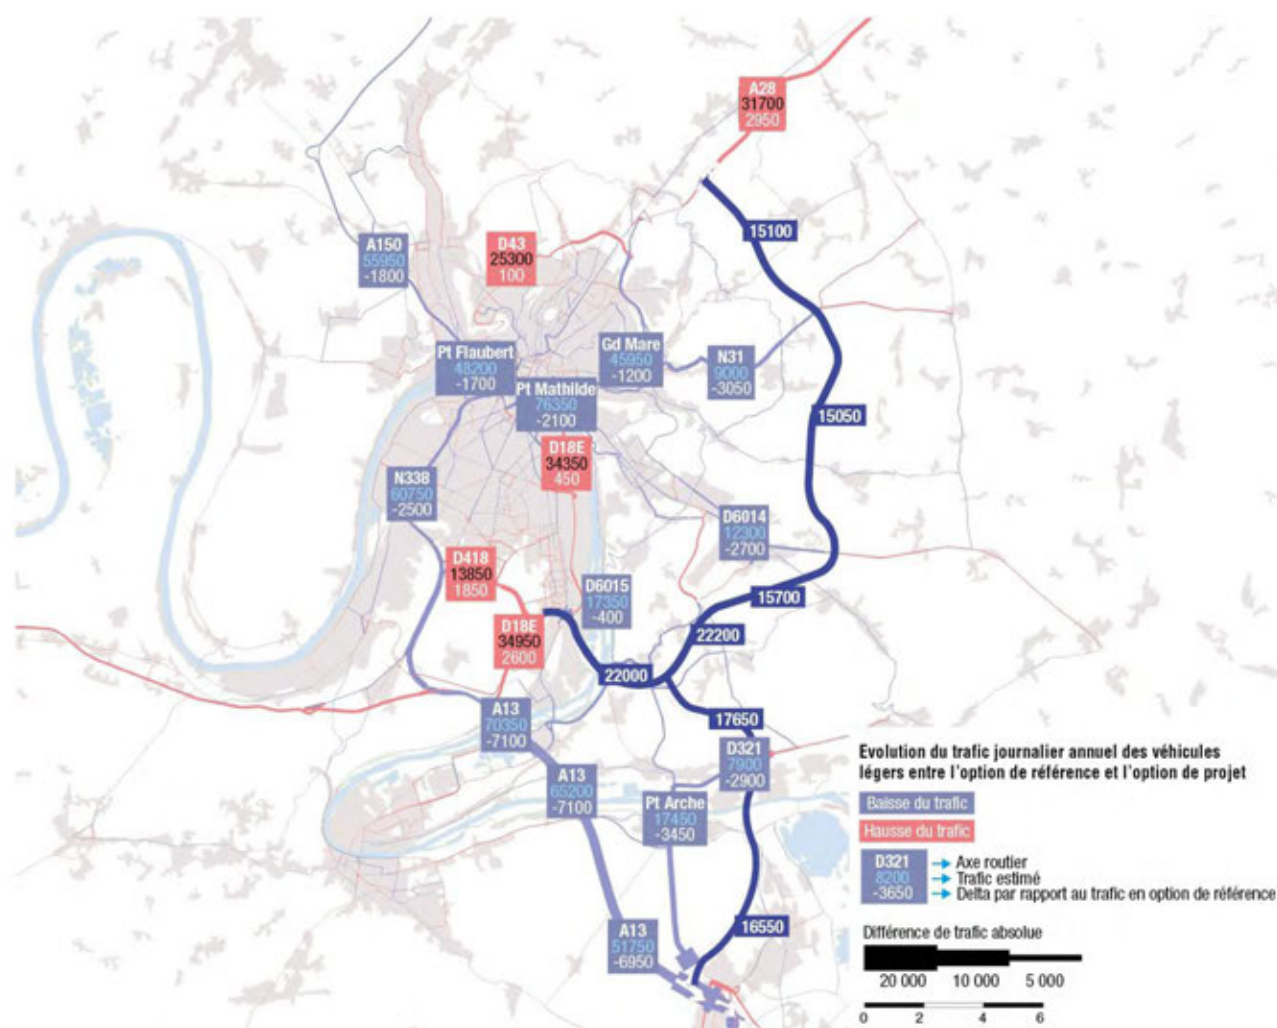 A28
31700
2950
15100
A150
55950
-1800
D43
25300
100
Pt Flaubert
48200
-1700
Gd Mare
45950
-1200
N31
9000
-3050
Pt Mathilde
76350
-2100
15050
D18E
34350
450
N338
60750
-2500
D6014
12300
-2700
D418
13850
1850
D6015
17350
-400
15700
D18E
34950
2600
22200
22000
A13
70350
-7100
17650
D321
7900
-2900
A13
65200
-7100
Pt Arche
17450
-3450
A13
51750
-6950
16550
Evolution du trafic journalier annuel des véhicules
légers entre l'option de référence et l'option de projet
Baisse du trafic
Hausse du trafic
D321
8200
-3650
Axe routier
Trafic estimé
Delta par rapport au trafic en option de référence
Différence de trafic absolue
20 000 10 000 5 000
0 2 4 6